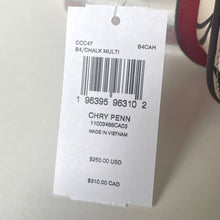 CCC47 B4CAH
B4/CHALK MULTI
1 96395 96310 2
CHRY PENN
11003486CA03
MADE IN VIETNAM
$250.00 USD
$310.00 CAD